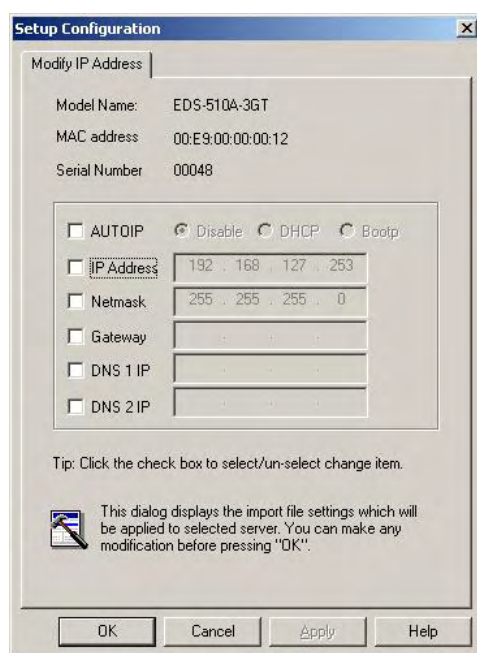 Setup Configuration
Modify IP Address
Model Name: EDS-510A-3GT
MAC address 00:E9:00:00:00:12
Serial Number 00048
AUTOIP Disable DHCP Bootp
IP Address 192 . 168 . 127 . 253
Netmask 255 . 255 . 255 . 0
Gateway . . .
DNS 1 IP . . .
DNS 2 IP . . .
Tip: Click the check box to select/un-select change item.
This dialog displays the import file settings which will
be applied to selected server. You can make any
modification before pressing "OK".
OK Cancel Apply Help